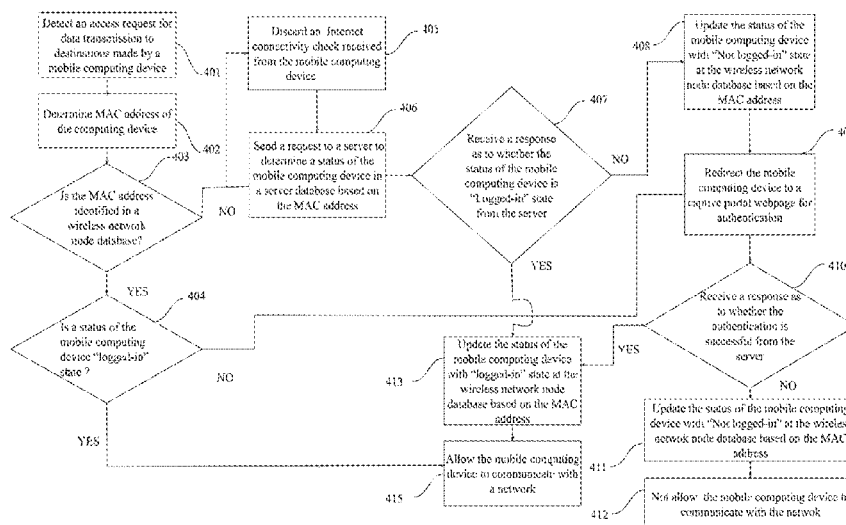 Detect an access request for
data transmission to
destinations made by a
mobile computing device
401
Determine MAC address of
the computing device
402
403
Is the MAC address
identified in a
wireless network
node database?
NO
YES
404
Is a status of the
mobile computing
device "logged-in"
state ?
NO
YES
Discard an Internet
connectivity check received
from the mobile computing
device
405
406
Send a request to a server to
determine a status of the
mobile computing device in
a server database based on
the MAC address
407
Receive a response
as to whether the
status of the mobile
computing device is
"Logged-in" state
from the server
NO
YES
408
Update the status of the
mobile computing device
with "Not logged-in" state
at the wireless network
node database based on the
MAC address
Redirect the mobile
computing device to a
captive portal webpage for
authentication
410
Receive a response as
to whether the
authentication is
successful from the
server
YES
NO
413
Update the status of the
mobile computing device
with "logged-in" state at the
wireless network node
database based on the MAC
address
415
Allow the mobile computing
device to communicate with
a network
411
Update the status of the mobile computing
device with "Not logged-in" at the wireless
network node database based on the MAC
address
412
Not allow the mobile computing device to
communicate with the netwok